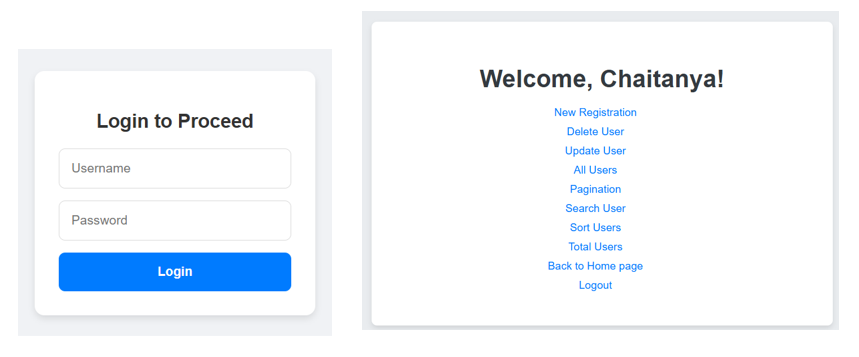 Login to Proceed
Username
Password
Login
Welcome, Chaitanya!
New Registration
Delete User
Update User
All Users
Pagination
Search User
Sort Users
Total Users
Back to Home page
Logout